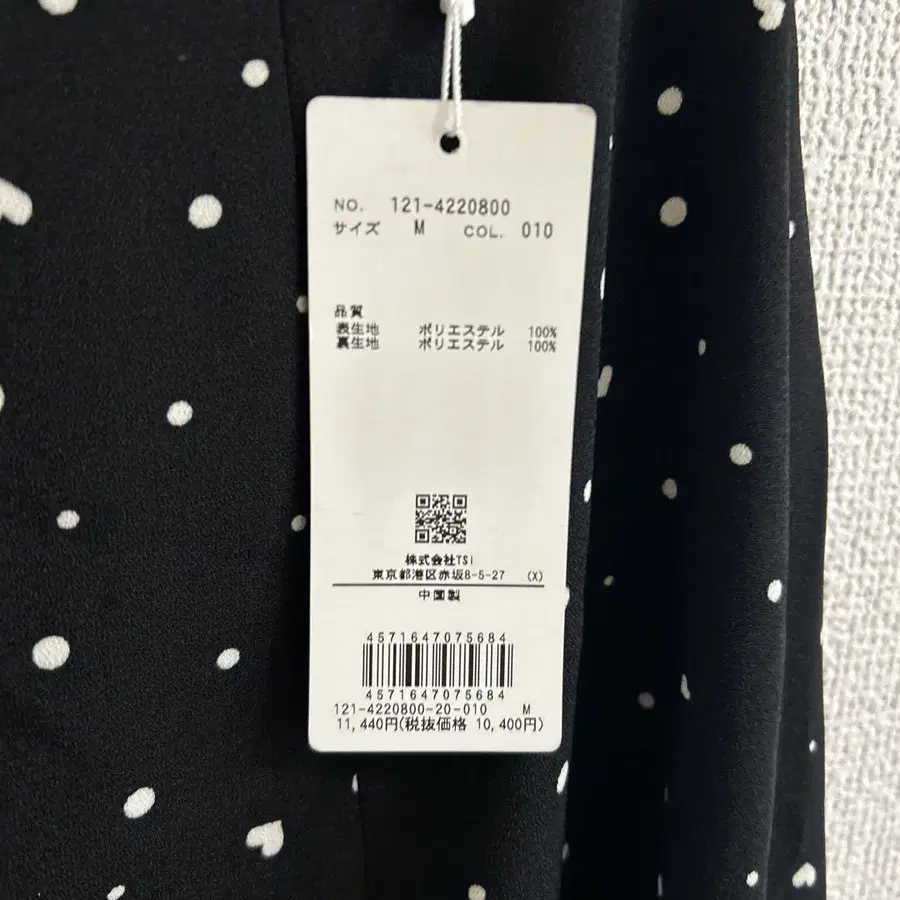 NO. 121-4220800
サイズ M COL. 010
品質
表生地 ポリエステル 100%
裏生地 ポリエステル 100%
株式会社TSI
東京都港区赤坂8-5-27 (X)
中国製
4571647075684
4571647075684
121-4220800-20-010 M
11,440円(税抜価格 10,400円)